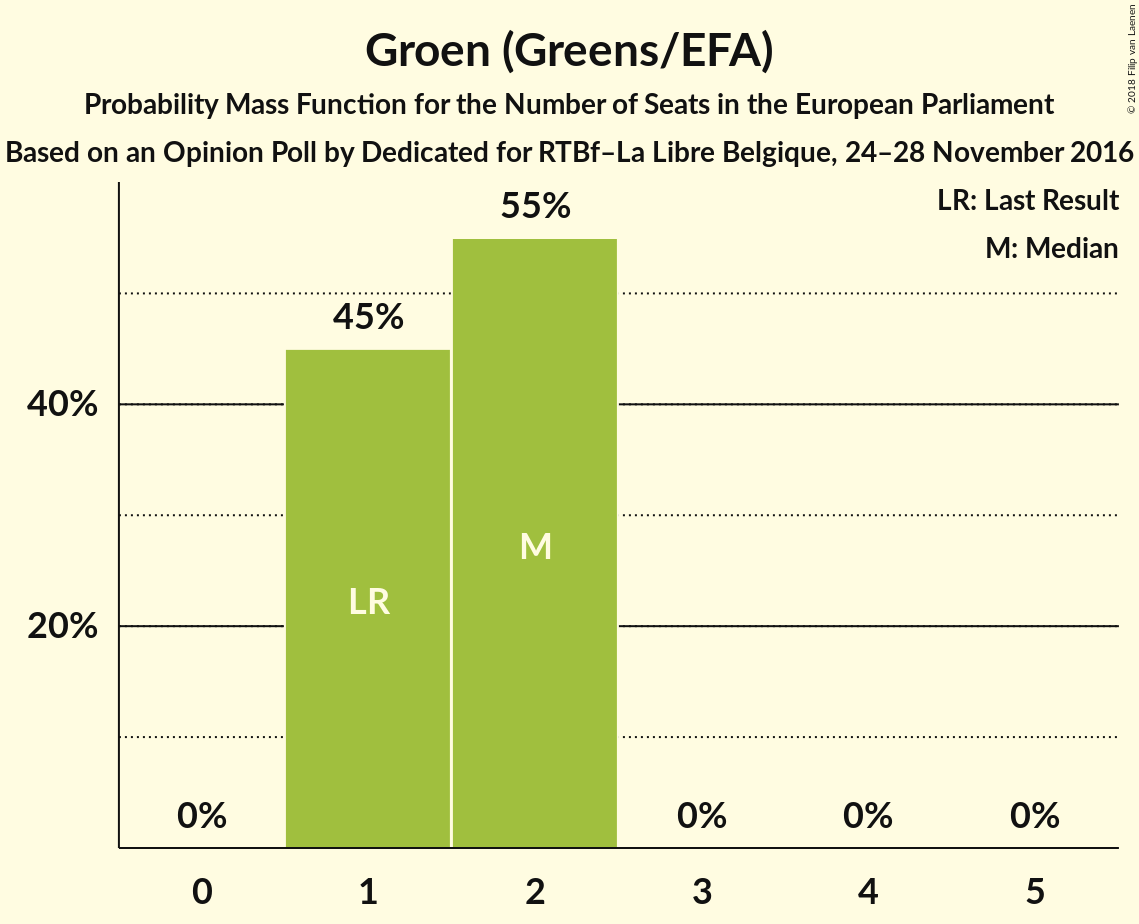 Groen (Greens/EFA)
Probability Mass Function for the Number of Seats in the European Parliament
Based on an Opinion Poll by Dedicated for RTBf–La Libre Belgique, 24–28 November 2016
© 2018 Filip van Laenen
LR: Last Result
M: Median
55%
45%
40%
20%
M
LR
0%
0%
0%
0%
0
1
2
3
4
5